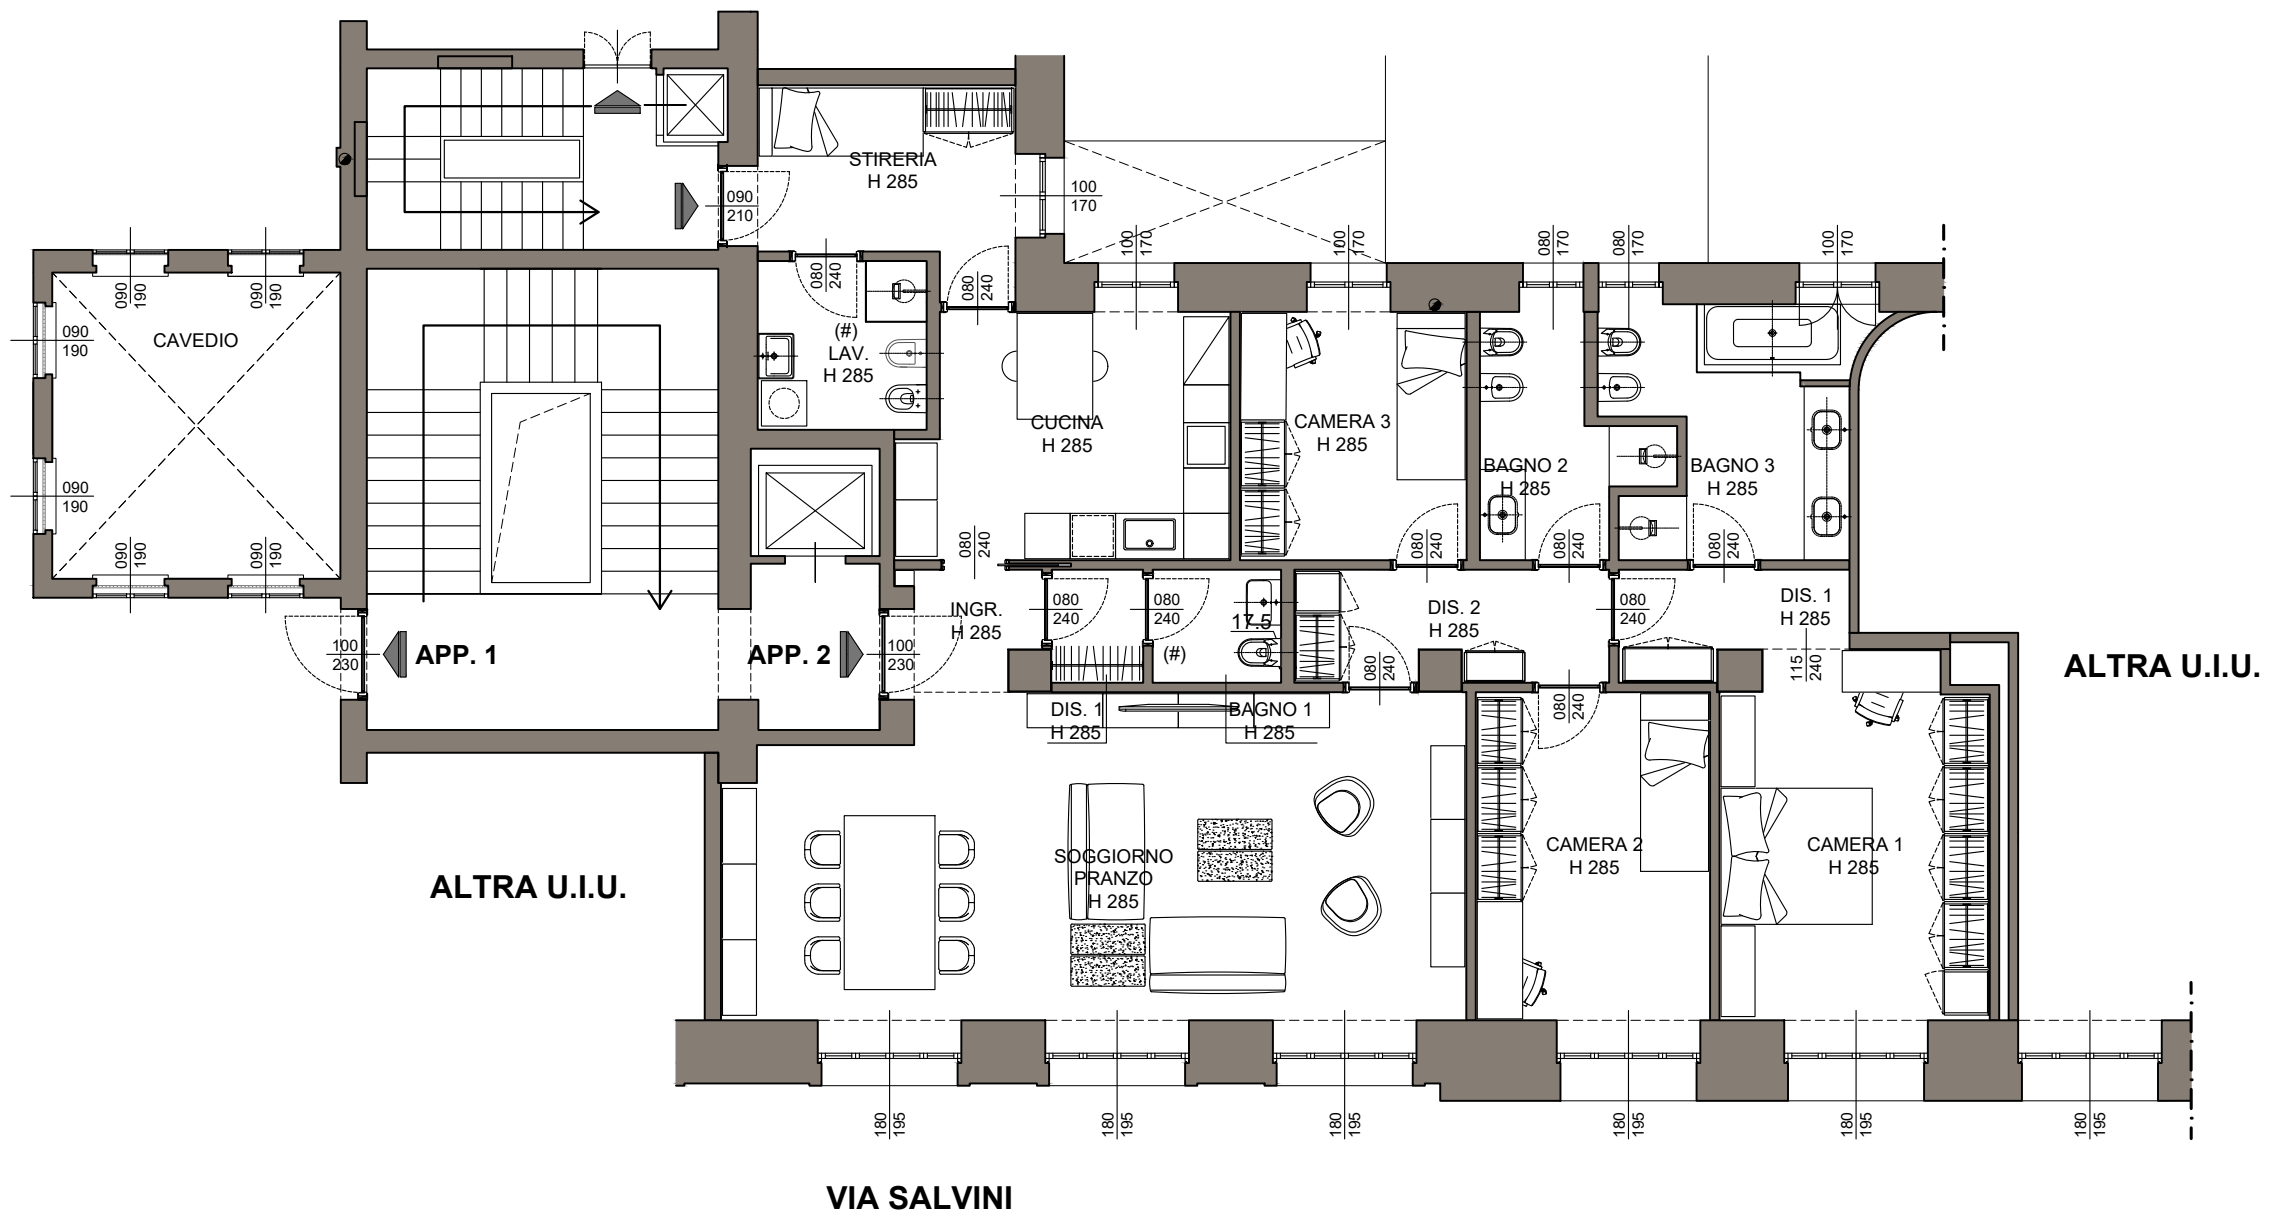 STIRERIA
H 285
090
210
100
170
080
240
080
240
100
170
100
170
080
170
080
170
100
170
090
190
090
190
090
190
CAVEDIO
090
190
090
190
090
190
(#)
LAV.
H 285
CUCINA
H 285
CAMERA 3
H 285
BAGNO 2
H 285
BAGNO 3
H 285
080
240
080
240
080
240
080
240
100
230
APP. 1
APP. 2
100
230
INGR.
H 285
080
240
080
240
17.5
(#)
DIS. 2
H 285
080
240
080
240
DIS. 1
H 285
115
240
080
240
ALTRA U.I.U.
DIS. 1
H 285
BAGNO 1
H 285
SOGGIORNO
PRANZO
H 285
CAMERA 2
H 285
CAMERA 1
H 285
ALTRA U.I.U.
180
195
180
195
180
195
180
195
180
195
180
195
VIA SALVINI